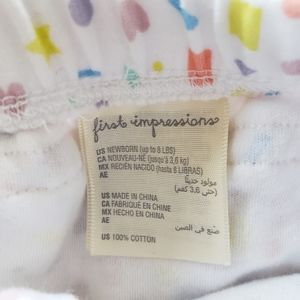 first impressions
US NEWBORN (up to 8 LBS)
CA NOUVEAU-NÉ (jusqu'à 3,6 kg)
MX RECIÉN NACIDO (hasta 8 LIBRAS)
AE مولود حديثًا
(حتى 3,6 كغم)
US MADE IN CHINA
CA FABRIQUÉ EN CHINE
MX HECHO EN CHINA
AE صنع في الصين
US 100% COTTON